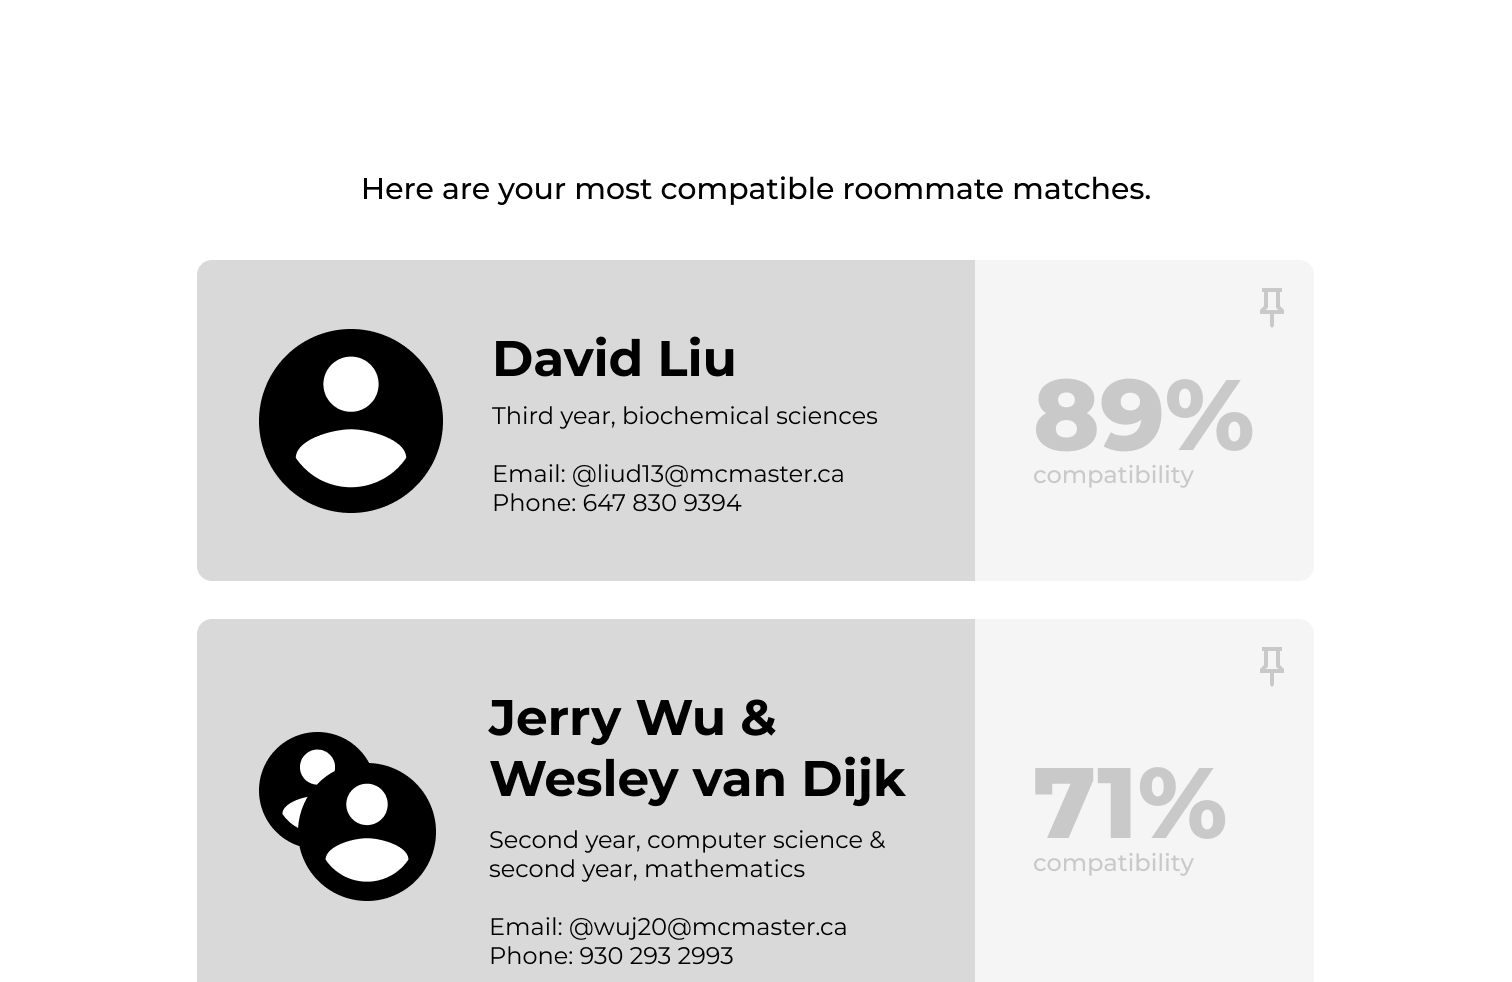 Here are your most compatible roommate matches.
David Liu
Third year, biochemical sciences
Email: @liud13@mcmaster.ca
Phone: 647 830 9394
89%
compatibility
Jerry Wu &
Wesley van Dijk
Second year, computer science &
second year, mathematics
Email: @wuj20@mcmaster.ca
Phone: 930 293 2993
71%
compatibility